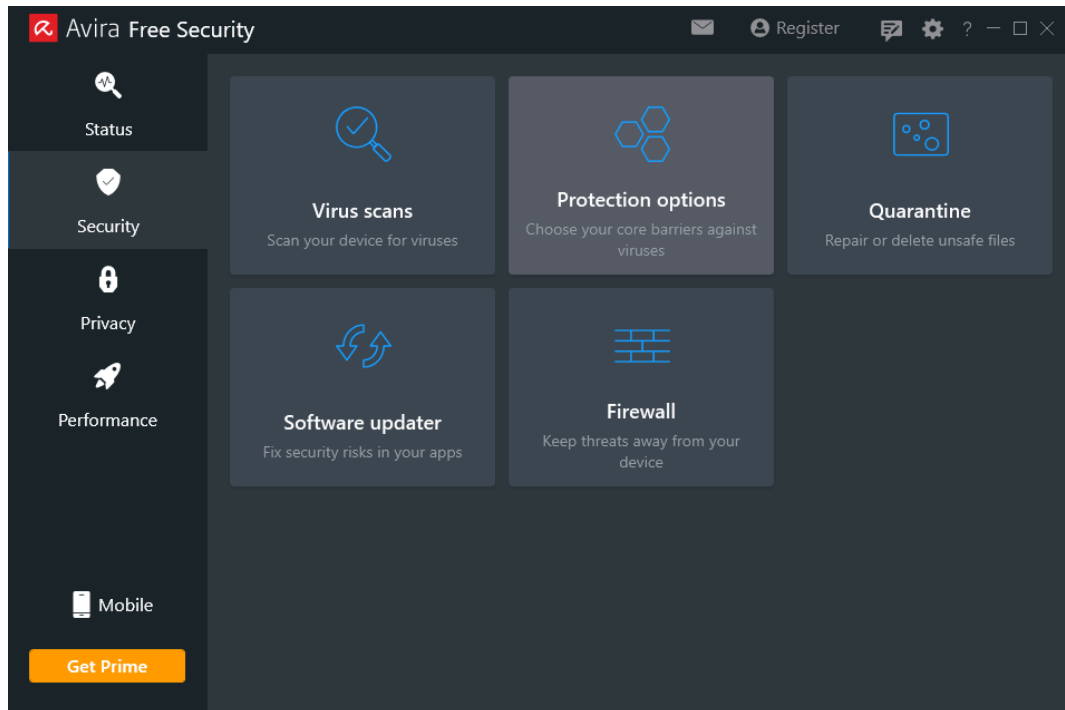 Avira Free Security
Register
?
Status
Security
Privacy
Performance
Mobile
Get Prime
Virus scans
Scan your device for viruses
Protection options
Choose your core barriers against
viruses
Quarantine
Repair or delete unsafe files
Software updater
Fix security risks in your apps
Firewall
Keep threats away from your
device